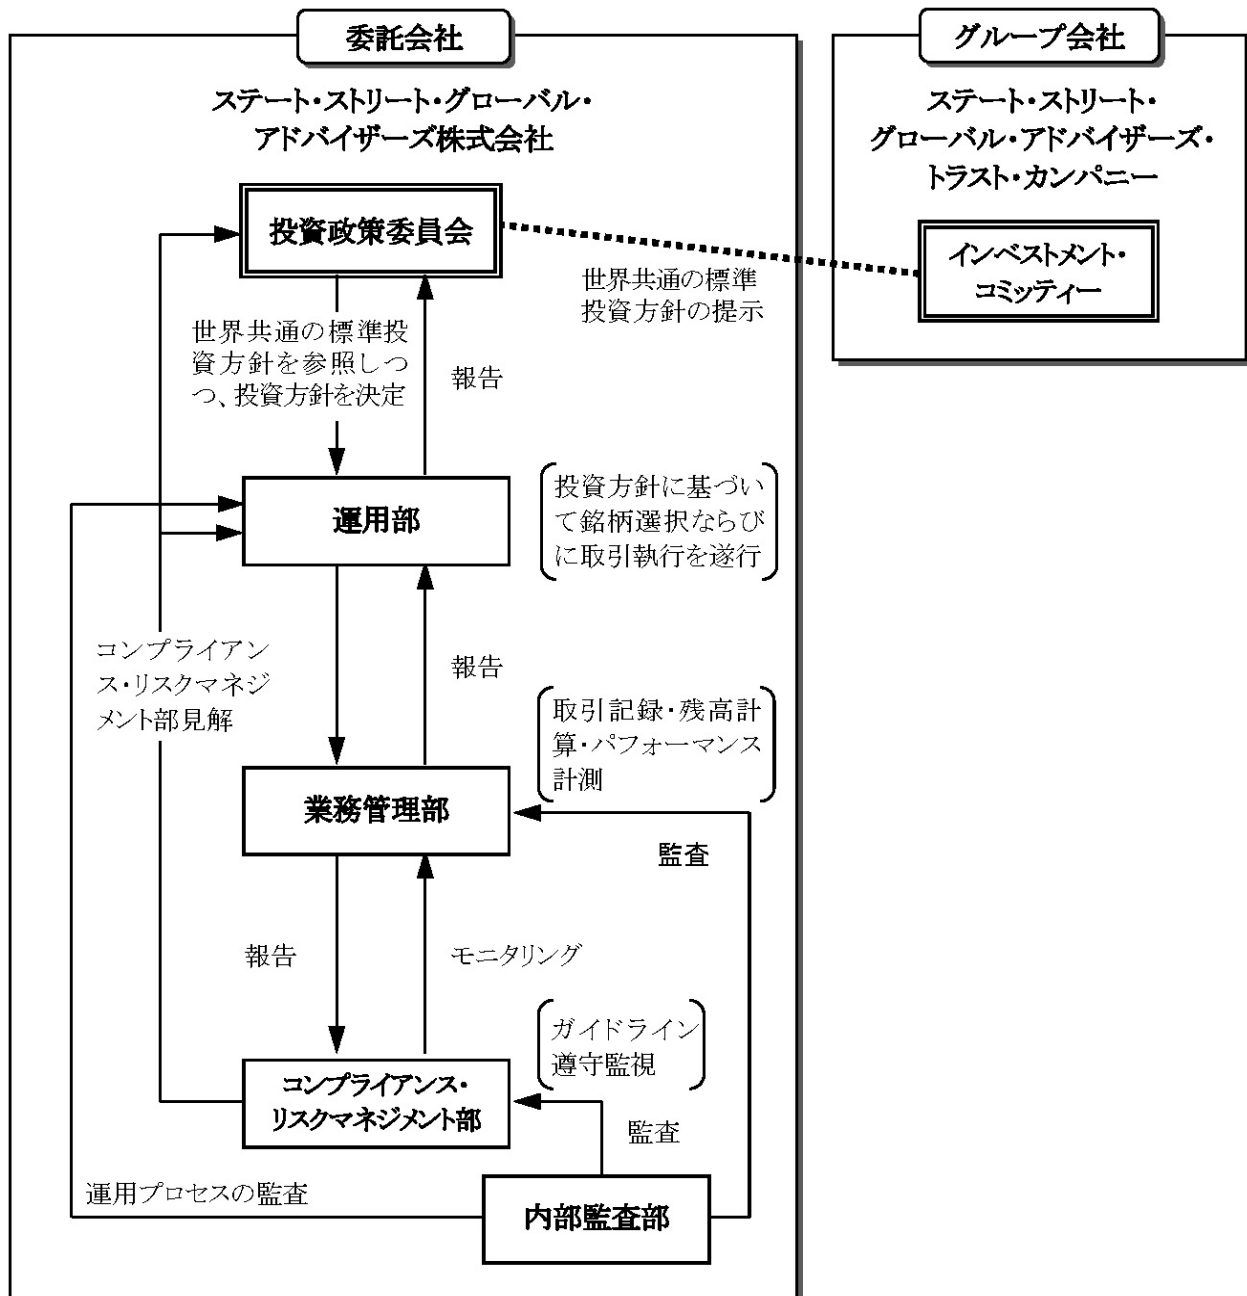 委託会社
ステート・ストリート・グローバル・
アドバイザーズ株式会社
グループ会社
ステート・ストリート・
グローバル・アドバイザーズ・
トラスト・カンパニー
投資政策委員会
インベストメント・
コミッティー
世界共通の標準
投資方針の提示
世界共通の標準投
資方針を参照しつ
つ、投資方針を決定
報告
運用部
投資方針に基づい
て銘柄選択ならび
に取引執行を遂行
コンプライアン
ス・リスクマネジ
メント部見解
報告
取引記録・残高計
算・パフォーマンス
計測
業務管理部
監査
報告
モニタリング
ガイドライン
遵守監視
コンプライアンス・
リスクマネジメント部
監査
運用プロセスの監査
内部監査部